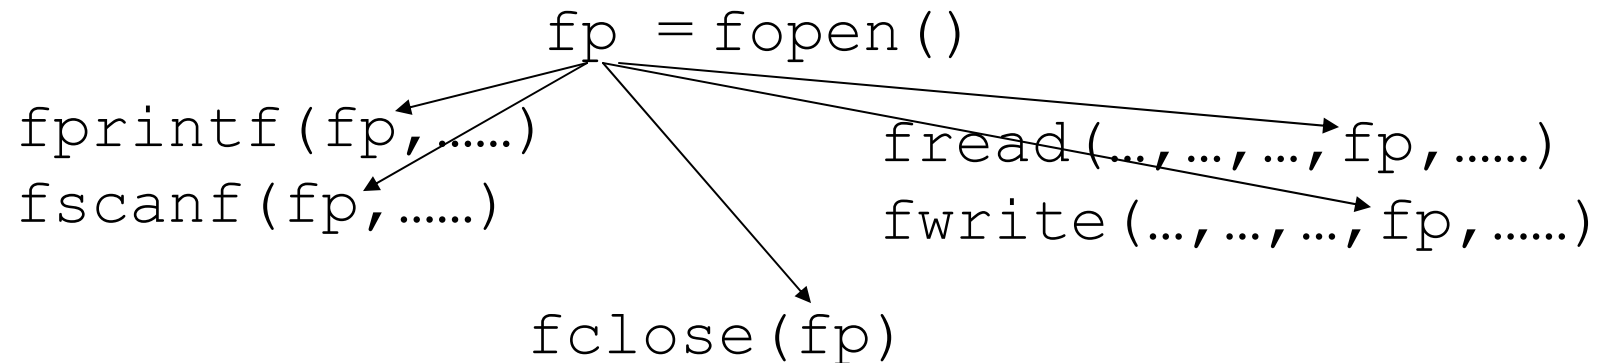 fp = fopen()
fprintf(fp,……)
fscanf(fp,……)
fread(…,…,…,fp,……)
fwrite(…,…,…,fp,……)
fclose(fp)